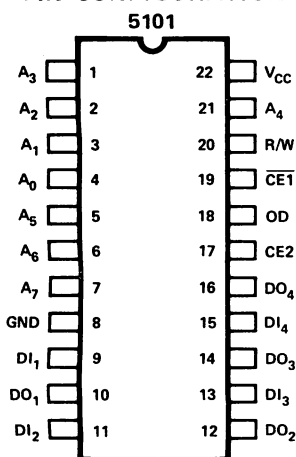 5101
A3 1 22 VCC
A2 2 21 A4
A1 3 20 R/W
A0 4 19 CE1
A5 5 18 OD
A6 6 17 CE2
A7 7 16 DO4
GND 8 15 DI4
DI1 9 14 DO3
DO1 10 13 DI3
DI2 11 12 DO2